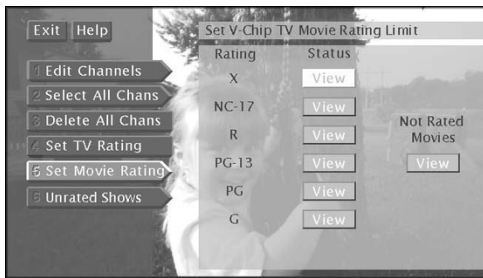 Exit Help
1 Edit Channels
2 Select All Chans
3 Delete All Chans
4 Set TV Rating
5 Set Movie Rating
6 Unrated Shows
Set V-Chip TV Movie Rating Limit
Rating Status
X View
NC-17 View
R View
PG-13 View
PG View
G View
Not Rated
Movies
View